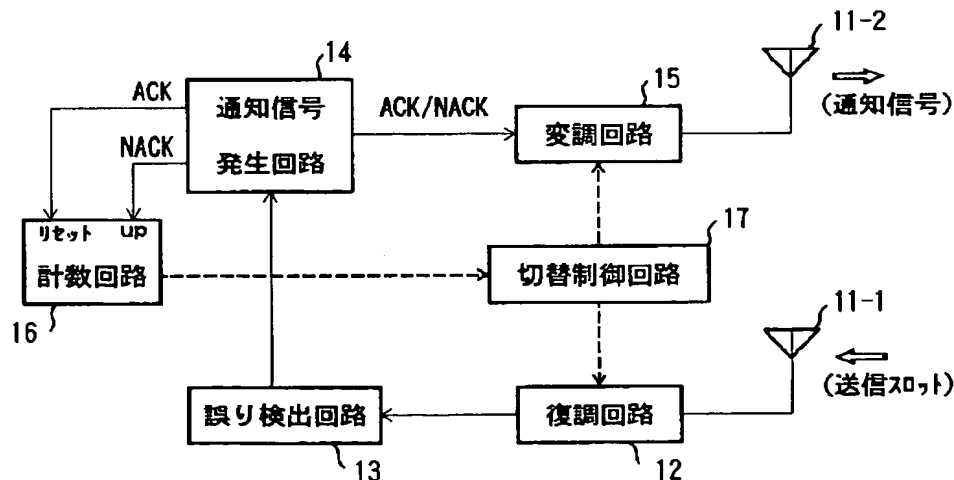 11-2
14
15
ACK
通知信号
発生回路
ACK/NACK
変調回路
(通知信号)
NACK
17
リセット
up
計数回路
切替制御回路
16
11-1
誤り検出回路
復調回路
(送信スロット)
13
12